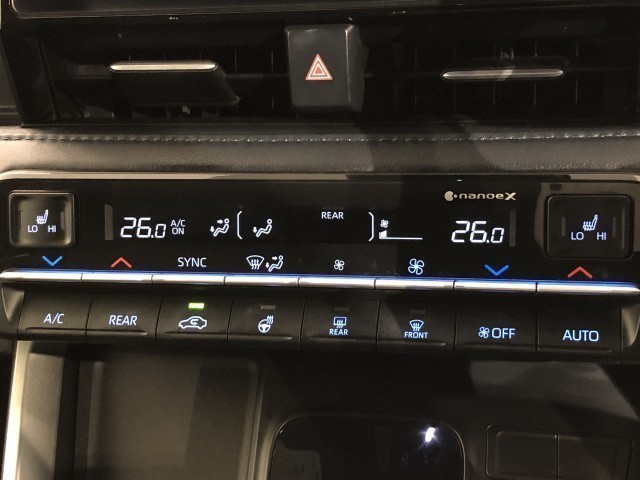 nanoeX
LO HI 26.0 A/C ON REAR 26.0 LO HI
SYNC
A/C REAR REAR FRONT OFF AUTO